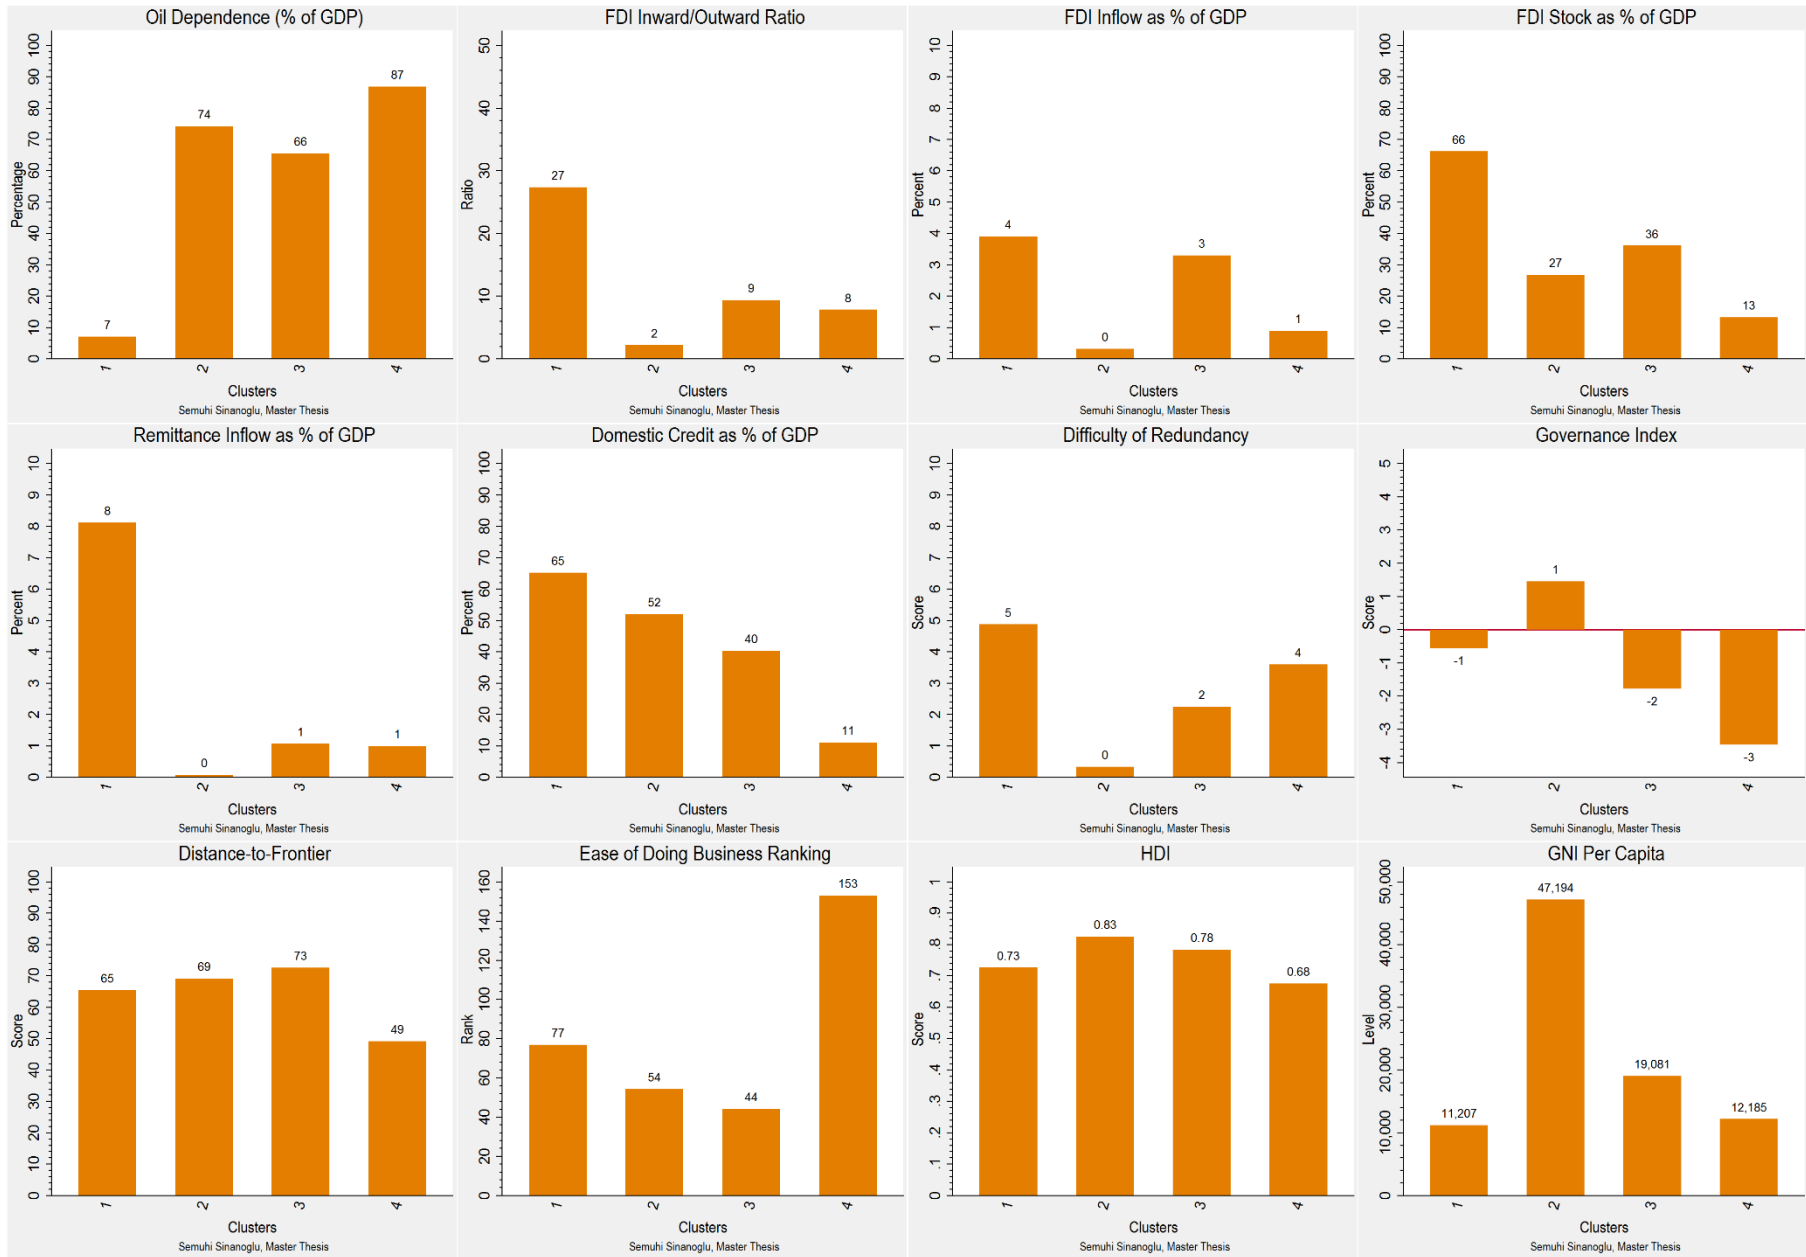 Oil Dependence (% of GDP)
Percentage
0 10 20 30 40 50 60 70 80 90 100
7 74 66 87
1 2 3 4
Clusters
Semuhi Sinanoglu, Master Thesis
FDI Inward/Outward Ratio
Ratio
0 10 20 30 40 50
27 2 9 8
1 2 3 4
Clusters
Semuhi Sinanoglu, Master Thesis
FDI Inflow as % of GDP
Percent
0 1 2 3 4 5 6 7 8 9 10
4 0 3 1
1 2 3 4
Clusters
Semuhi Sinanoglu, Master Thesis
FDI Stock as % of GDP
Percent
0 10 20 30 40 50 60 70 80 90 100
66 27 36 13
1 2 3 4
Clusters
Semuhi Sinanoglu, Master Thesis
Remittance Inflow as % of GDP
Percent
0 1 2 3 4 5 6 7 8 9 10
8 0 1 1
1 2 3 4
Clusters
Semuhi Sinanoglu, Master Thesis
Domestic Credit as % of GDP
Percent
0 10 20 30 40 50 60 70 80 90 100
65 52 40 11
1 2 3 4
Clusters
Semuhi Sinanoglu, Master Thesis
Difficulty of Redundancy
Score
0 1 2 3 4 5 6 7 8 9 10
5 0 2 4
1 2 3 4
Clusters
Semuhi Sinanoglu, Master Thesis
Governance Index
Score
-4 -3 -2 -1 0 1 2 3 4 5
-1 1 -2 -3
1 2 3 4
Clusters
Semuhi Sinanoglu, Master Thesis
Distance-to-Frontier
Score
0 10 20 30 40 50 60 70 80 90 100
65 69 73 49
1 2 3 4
Clusters
Semuhi Sinanoglu, Master Thesis
Ease of Doing Business Ranking
Rank
0 20 40 60 80 100 120 140 160
77 54 44 153
1 2 3 4
Clusters
Semuhi Sinanoglu, Master Thesis
HDI
Score
0 .1 .2 .3 .4 .5 .6 .7 .8 .9 1
0.73 0.83 0.78 0.68
1 2 3 4
Clusters
Semuhi Sinanoglu, Master Thesis
GNI Per Capita
Level
0 10,000 20,000 30,000 40,000 50,000
11,207 47,194 19,081 12,185
1 2 3 4
Clusters
Semuhi Sinanoglu, Master Thesis